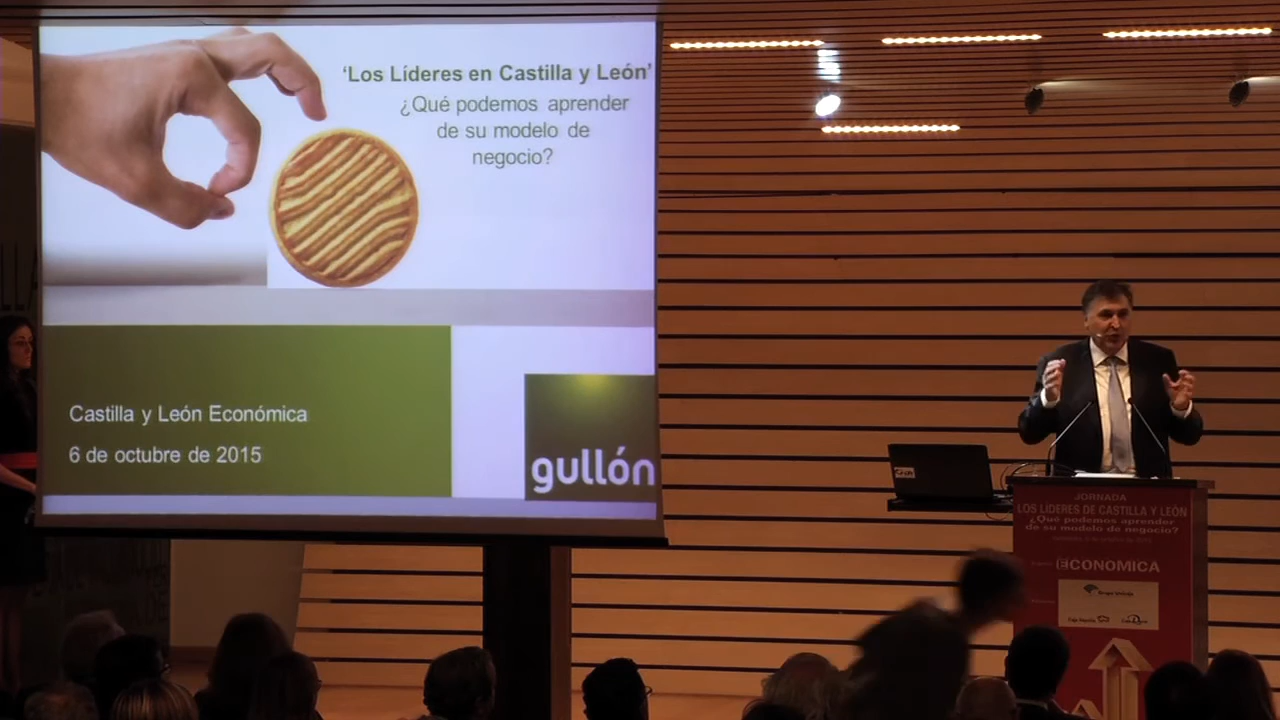 ‘Los Líderes en Castilla y León’
¿Qué podemos aprender
de su modelo de
negocio?
Castilla y León Económica
6 de octubre de 2015
gullón
JORNADA
LOS LÍDERES DE CASTILLA Y LEÓN
¿Qué podemos aprender
de su modelo de negocio?
ECONOMICA